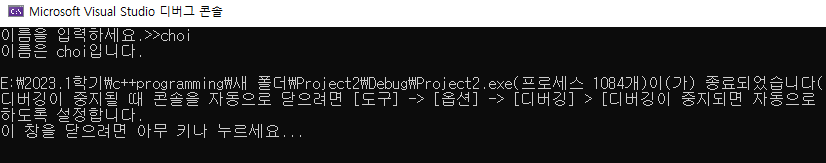 Microsoft Visual Studio 디버그 콘솔
이름을 입력하세요.>>choi
이름은 choi입니다.
E:\2023.1학기\c++programming\새 폴더\Project2\Debug\Project2.exe(프로세스 1084개)이(가) 종료되었습니다(
디버깅이 중지될 때 콘솔을 자동으로 닫으려면 [도구] -> [옵션] -> [디버깅] > [디버깅이 중지되면 자동으로
하도록 설정합니다.
이 창을 닫으려면 아무 키나 누르세요...